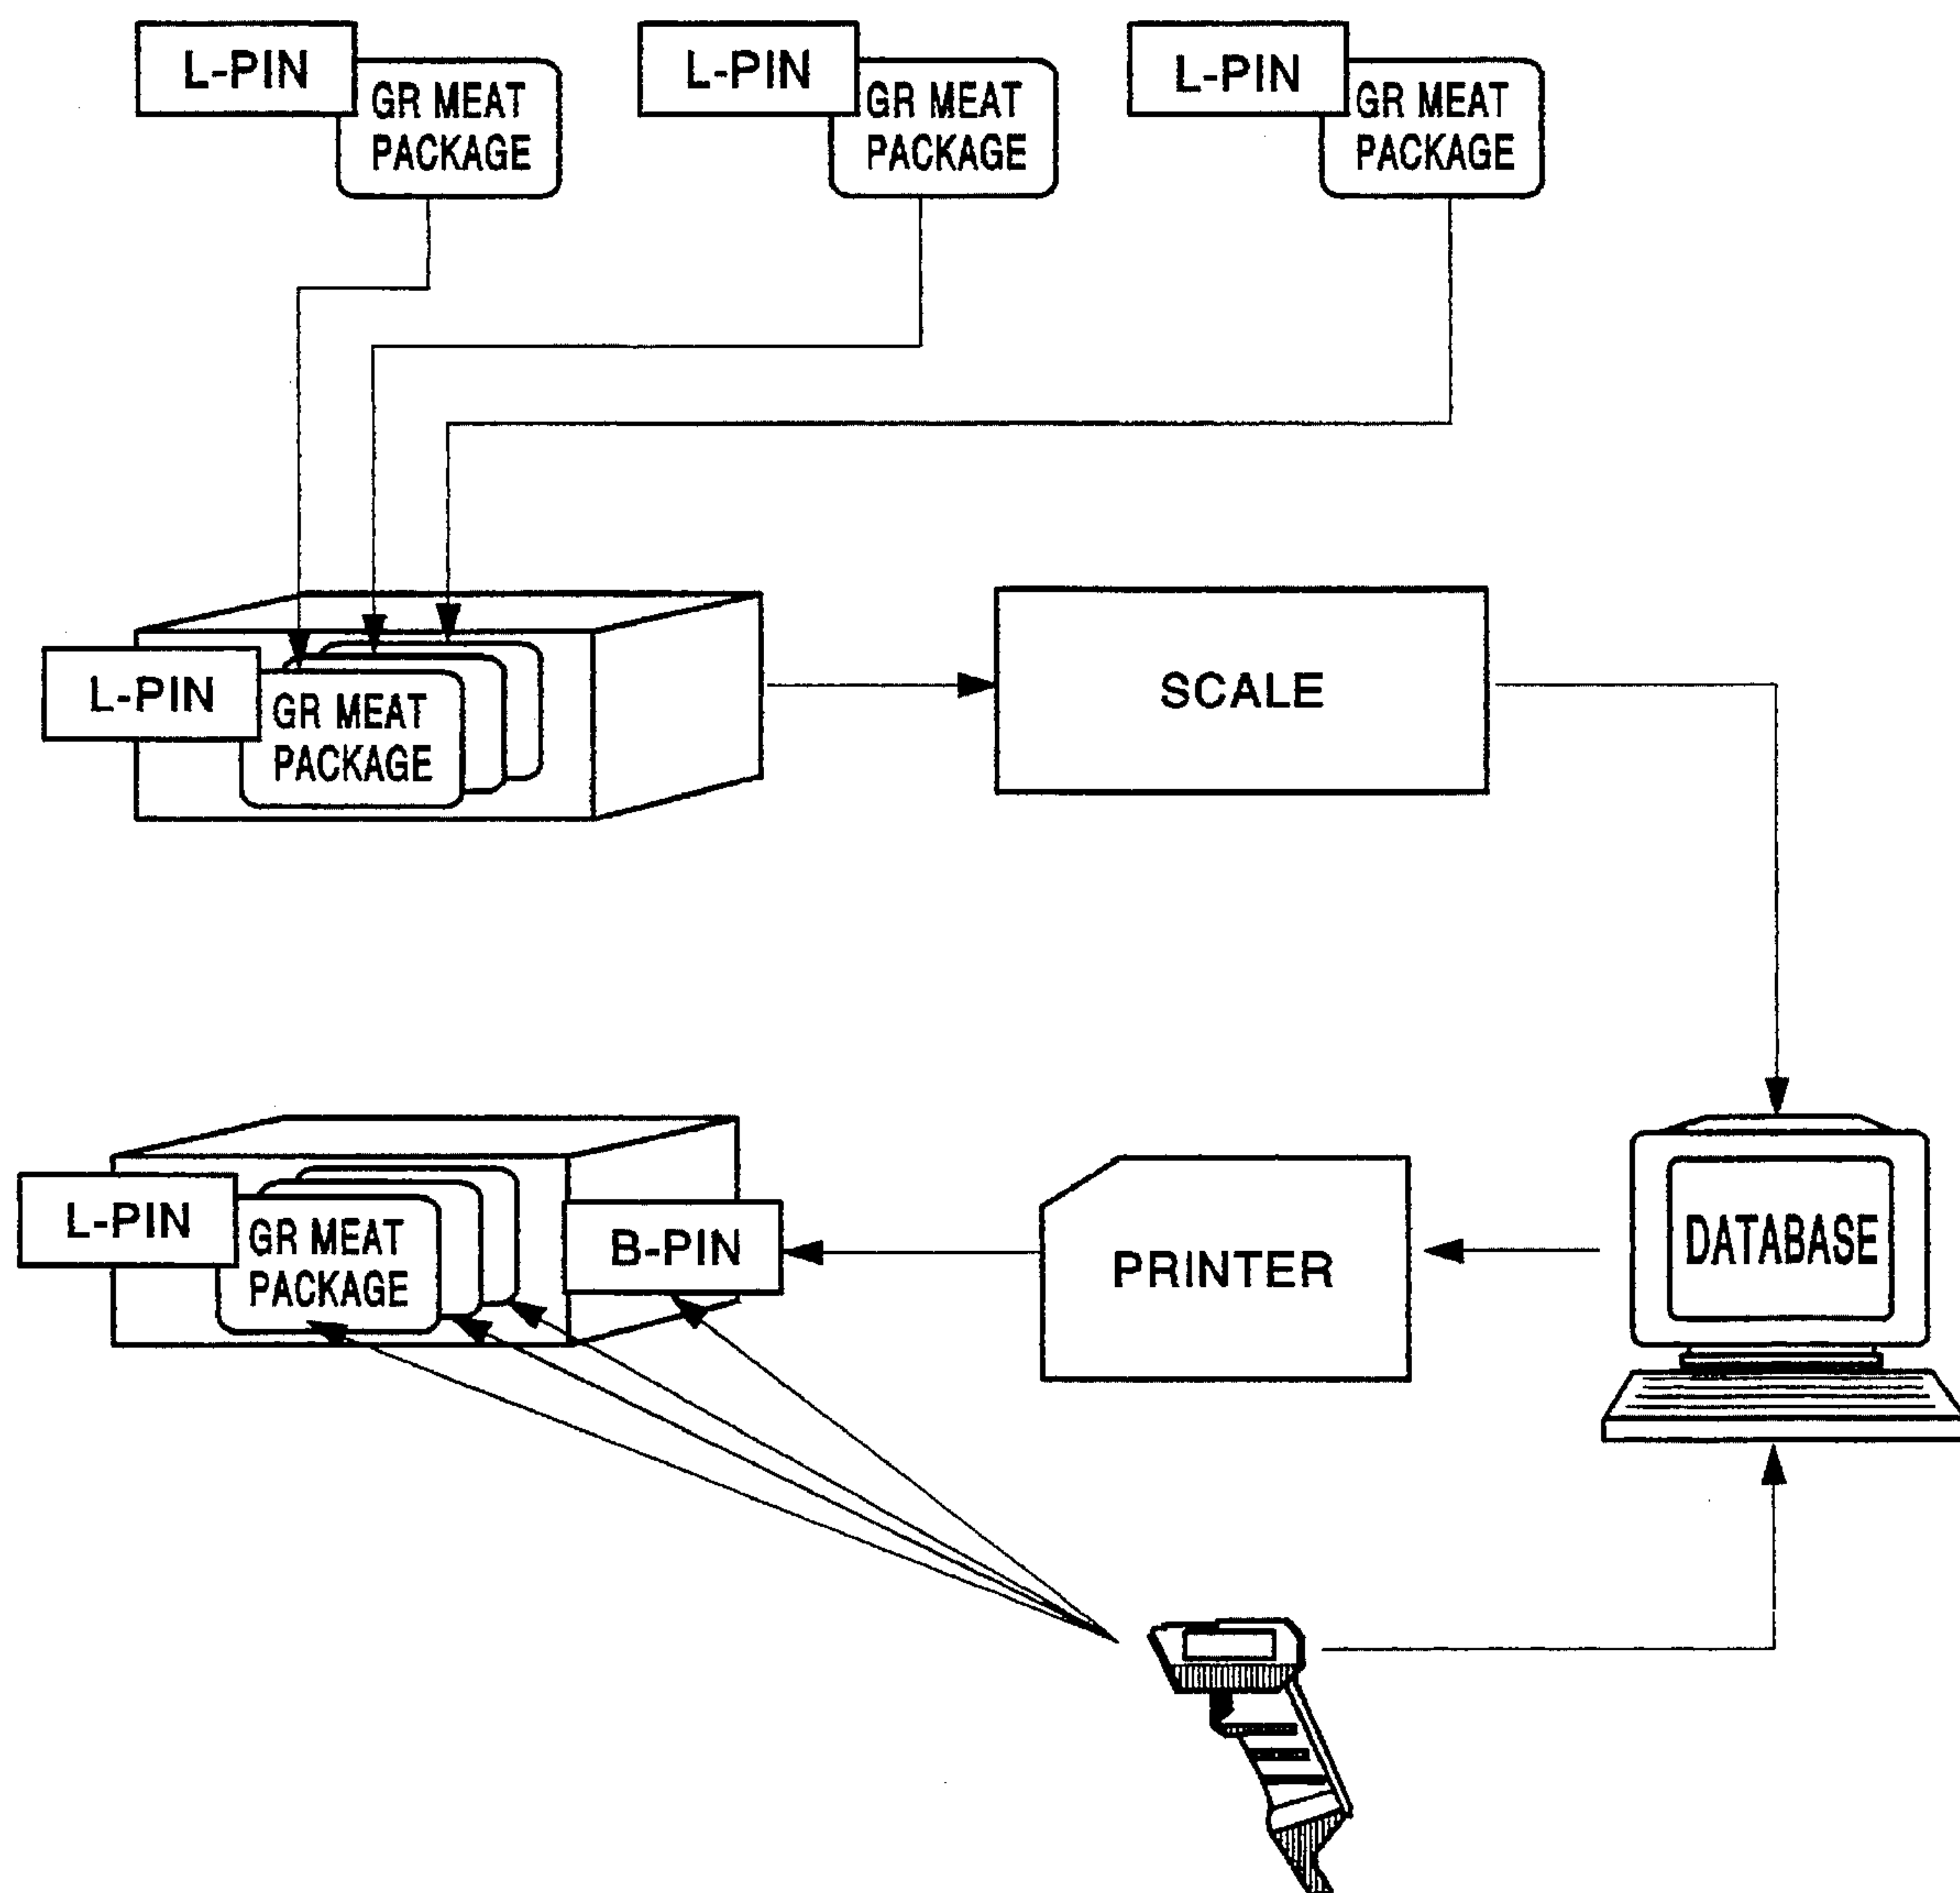 L-PIN
GR MEAT
PACKAGE
L-PIN
GR MEAT
PACKAGE
L-PIN
GR MEAT
PACKAGE
L-PIN
GR MEAT
PACKAGE
SCALE
L-PIN
GR MEAT
PACKAGE
B-PIN
PRINTER
DATABASE